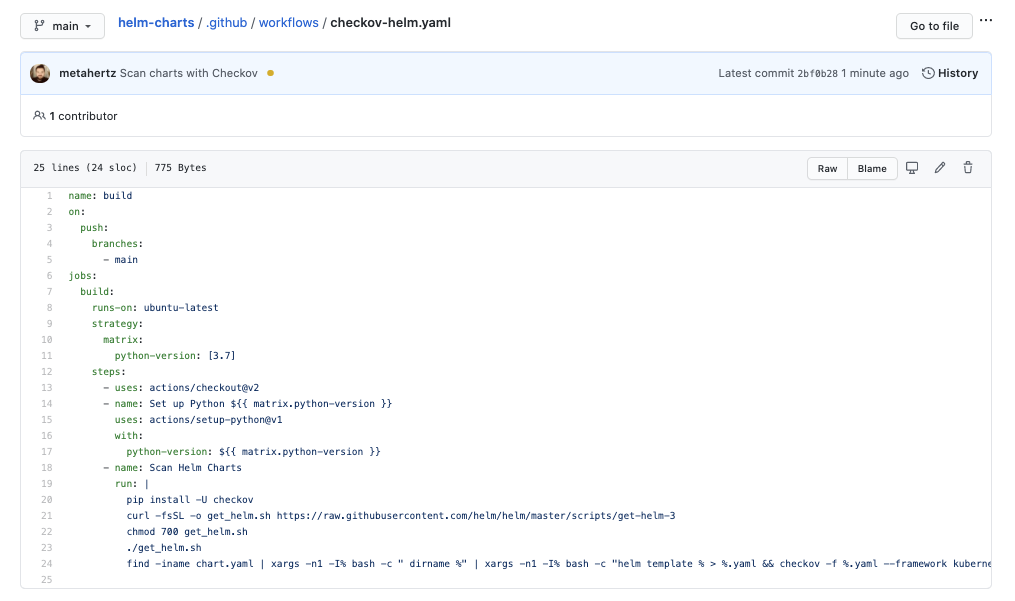 main
helm-charts / .github / workflows / checkov-helm.yaml
Go to file
...
metahertz Scan charts with Checkov
Latest commit 2bf0b28 1 minute ago
History
1 contributor
25 lines (24 sloc)
775 Bytes
Raw
Blame
1 name: build
2 on:
3   push:
4     branches:
5       - main
6 jobs:
7   build:
8     runs-on: ubuntu-latest
9     strategy:
10       matrix:
11         python-version: [3.7]
12     steps:
13       - uses: actions/checkout@v2
14       - name: Set up Python ${{ matrix.python-version }}
15         uses: actions/setup-python@v1
16         with:
17           python-version: ${{ matrix.python-version }}
18       - name: Scan Helm Charts
19         run: |
20           pip install -U checkov
21           curl -fsSL -o get_helm.sh https://raw.githubusercontent.com/helm/helm/master/scripts/get-helm-3
22           chmod 700 get_helm.sh
23           ./get_helm.sh
24           find -iname chart.yaml | xargs -n1 -I% bash -c " dirname %" | xargs -n1 -I% bash -c "helm template % > %.yaml && checkov -f %.yaml --framework kuberne
25